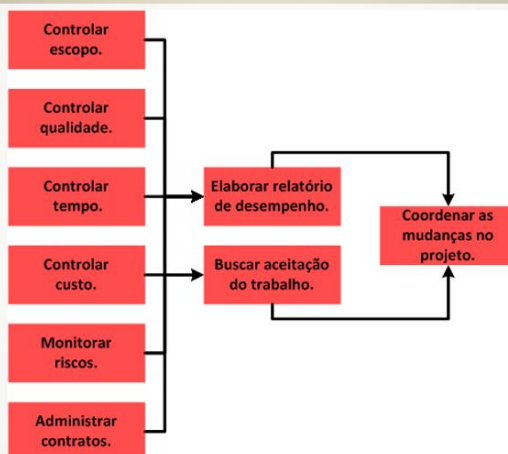 Controlar
escopo.
Controlar
qualidade.
Controlar
tempo.
Controlar
custo.
Monitorar
riscos.
Administrar
contratos.
Elaborar relatório
de desempenho.
Buscar aceitação
do trabalho.
Coordenar as
mudanças no
projeto.